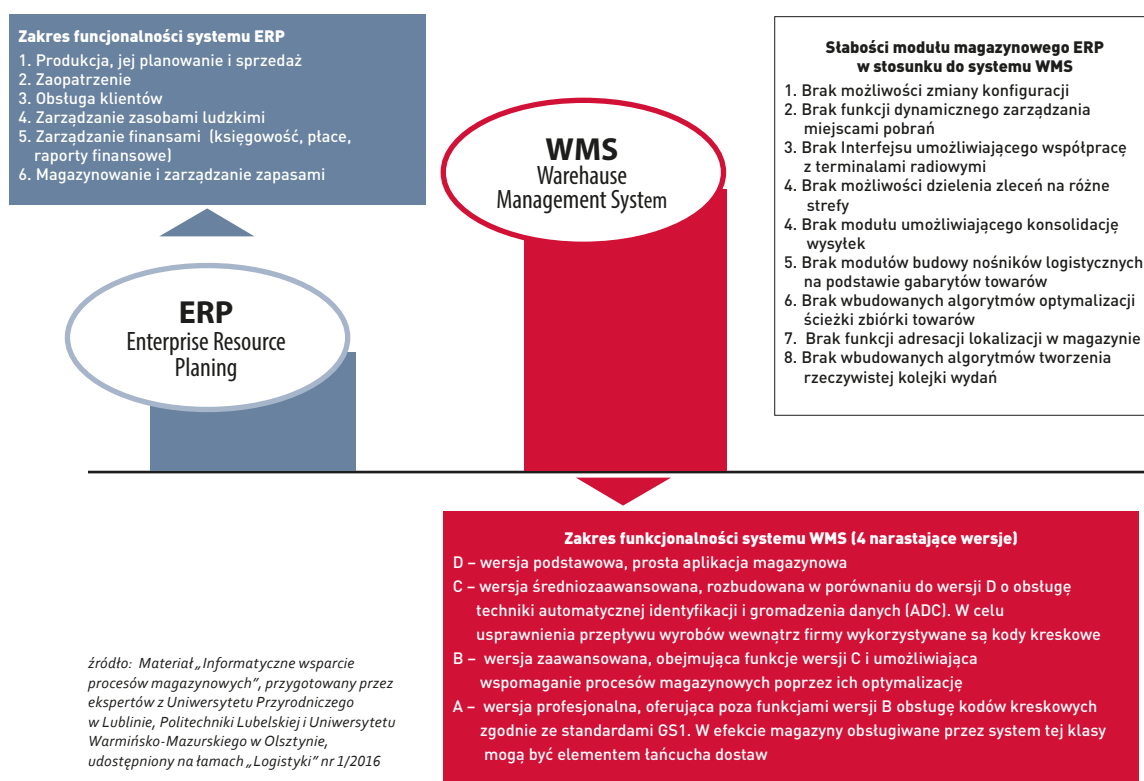 Zakres funcjonalności systemu ERP
1. Produkcja, jej planowanie i sprzedaż
2. Zaopatrzenie
3. Obsługa klientów
4. Zarządzanie zasobami ludzkimi
5. Zarządzanie finansami (księgowość, płace,
raporty finansowe)
6. Magazynowanie i zarządzanie zapasami
ERP
Enterprise Resource
Planing
WMS
Warehause
Management System
Słabości modułu magazynowego ERP
w stosunku do systemu WMS
1. Brak możliwości zmiany konfiguracji
2. Brak funkcji dynamicznego zarządzania
miejscami pobrań
3. Brak Interfejsu umożliwiającego współpracę
z terminalami radiowymi
4. Brak możliwości dzielenia zleceń na różne
strefy
4. Brak modułu umożliwiającego konsolidację
wysyłek
5. Brak modułów budowy nośników logistycznych
na podstawie gabarytów towarów
6. Brak wbudowanych algorytmów optymalizacji
ścieżki zbiórki towarów
7. Brak funkcji adresacji lokalizacji w magazynie
8. Brak wbudowanych algorytmów tworzenia
rzeczywistej kolejki wydań
Zakres funkcjonalności systemu WMS (4 narastające wersje)
D – wersja podstawowa, prosta aplikacja magazynowa
C – wersja średniozaawansowana, rozbudowana w porównaniu do wersji D o obsługę
techniki automatycznej identyfikacji i gromadzenia danych (ADC). W celu
usprawnienia przepływu wyrobów wewnątrz firmy wykorzystywane są kody kreskowe
B – wersja zaawansowana, obejmująca funkcje wersji C i umożliwiająca
wspomaganie procesów magazynowych poprzez ich optymalizację
A – wersja profesjonalna, oferująca poza funkcjami wersji B obsługę kodów kreskowych
zgodnie ze standardami GS1. W efekcie magazyny obsługiwane przez system tej klasy
mogą być elementem łańcucha dostaw
źródło: Materiał „Informatyczne wsparcie
procesów magazynowych”, przygotowany przez
ekspertów z Uniwersytetu Przyrodniczego
w Lublinie, Politechniki Lubelskiej i Uniwersytetu
Warmińsko-Mazurskiego w Olsztynie,
udostępniony na łamach „Logistyki” nr 1/2016